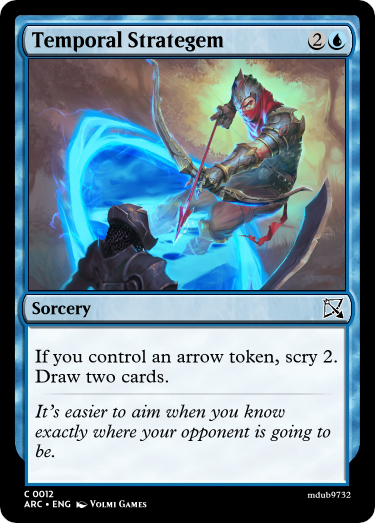 Temporal Strategem 2
Sorcery
If you control an arrow token, scry 2.
Draw two cards.
It's easier to aim when you know
exactly where your opponent is going to
be.
C 0012
ARC • ENG VOLMI GAMES
mdub9732